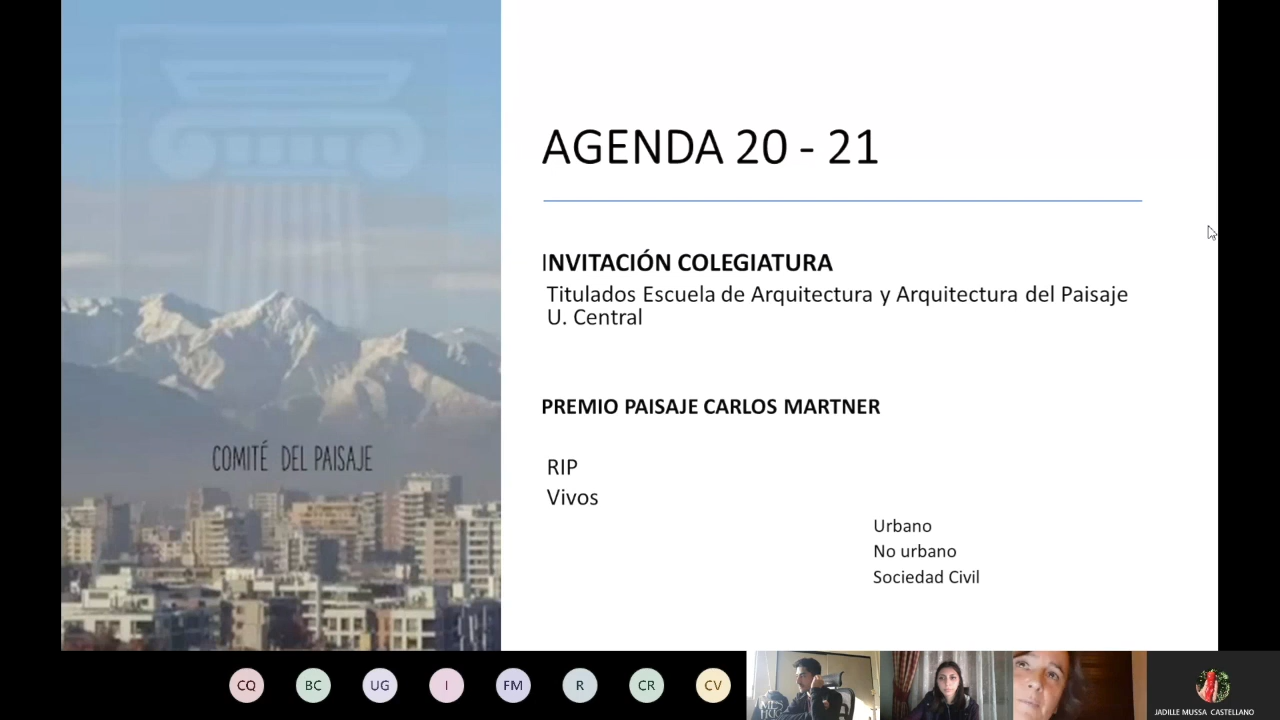 AGENDA 20 - 21
INVITACIÓN COLEGIATURA
Titulados Escuela de Arquitectura y Arquitectura del Paisaje
U. Central
PREMIO PAISAJE CARLOS MARTNER
RIP
Vivos
Urbano
No urbano
Sociedad Civil
COMITÉ DEL PAISAJE
CQ
BC
UG
I
FM
R
CR
CV
JADILLE MUSSA CASTELLANO